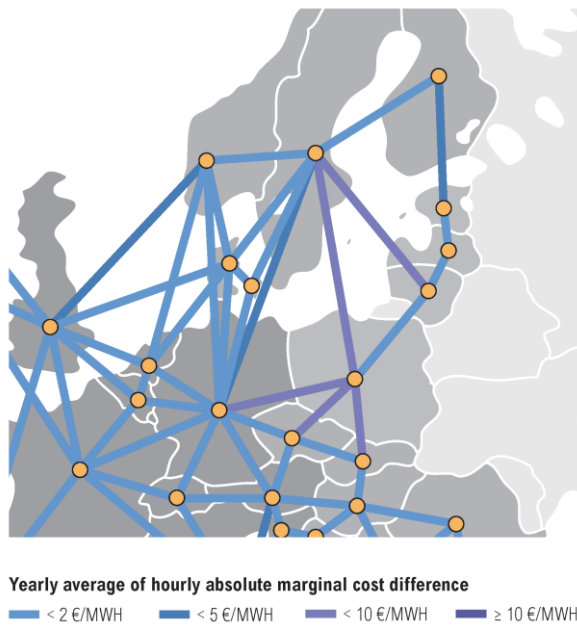 Yearly average of hourly absolute marginal cost difference
< 2 €/MWH < 5 €/MWH < 10 €/MWH ≥ 10 €/MWH